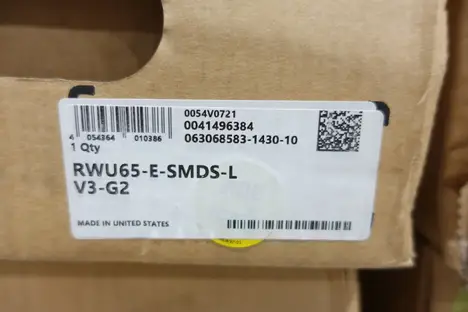 0054V0721
0041496384
063068583-1430-10
4 054364 010386
1 Qty
RWU65-E-SMDS-L
V3-G2
MADE IN UNITED STATES